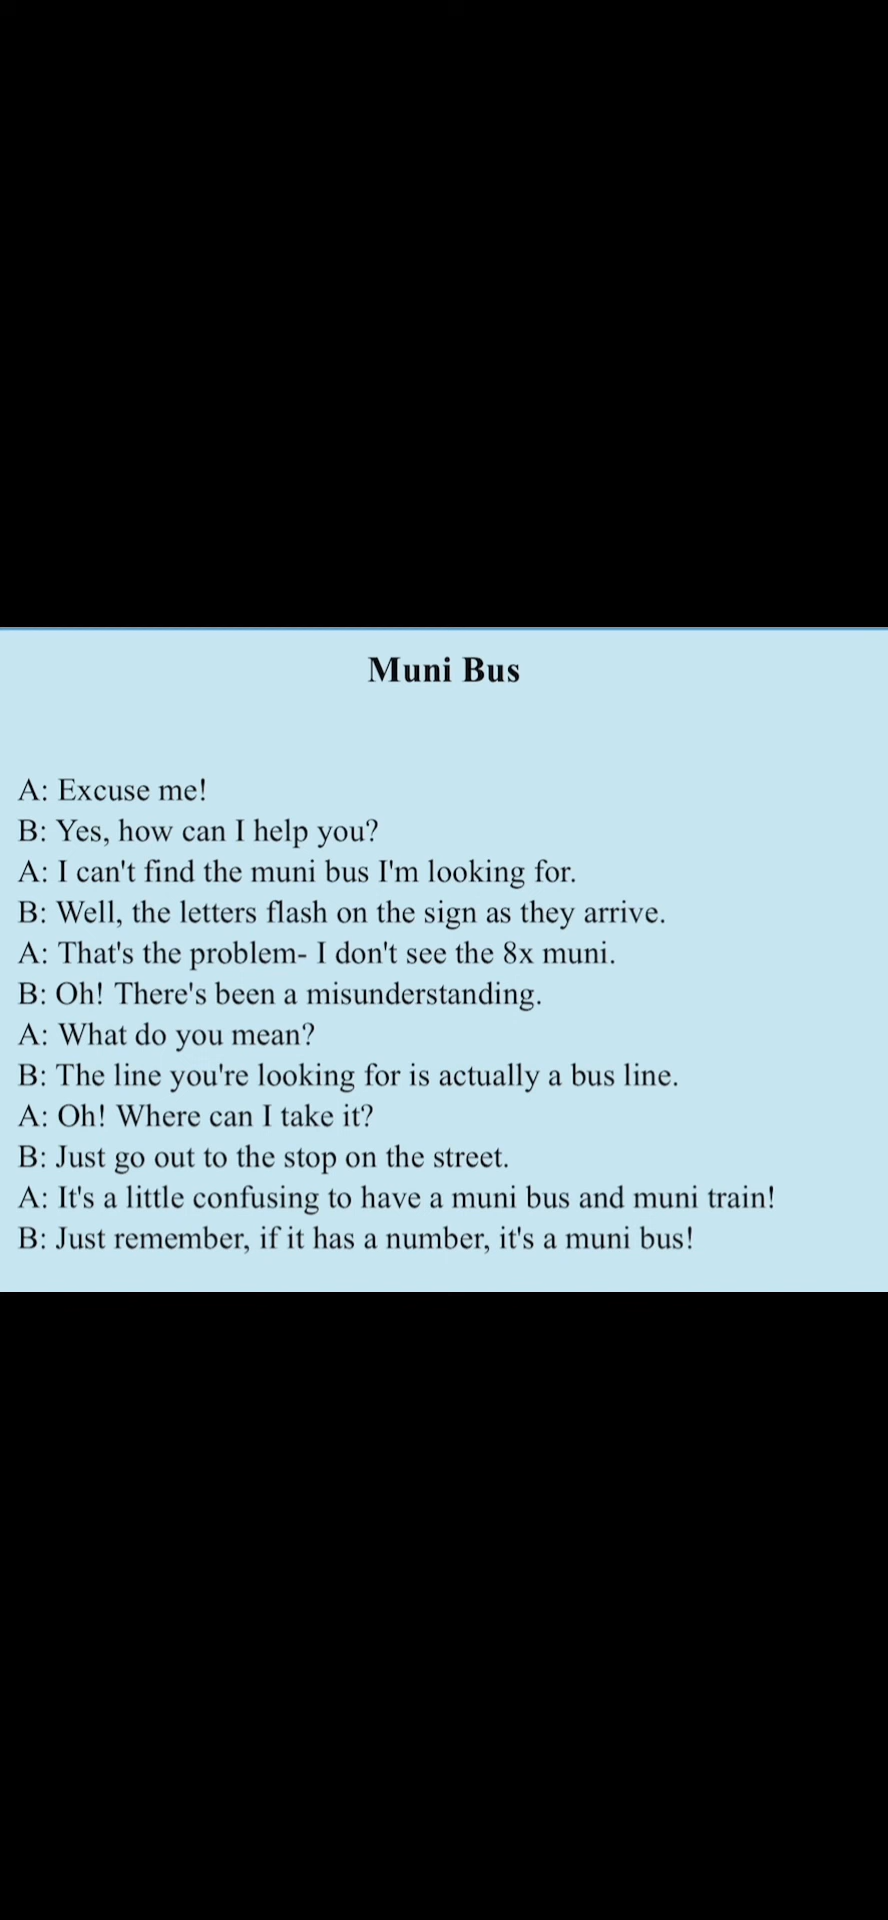 Muni Bus
A: Excuse me!
B: Yes, how can I help you?
A: I can't find the muni bus I'm looking for.
B: Well, the letters flash on the sign as they arrive.
A: That's the problem- I don't see the 8x muni.
B: Oh! There's been a misunderstanding.
A: What do you mean?
B: The line you're looking for is actually a bus line.
A: Oh! Where can I take it?
B: Just go out to the stop on the street.
A: It's a little confusing to have a muni bus and muni train!
B: Just remember, if it has a number, it's a muni bus!